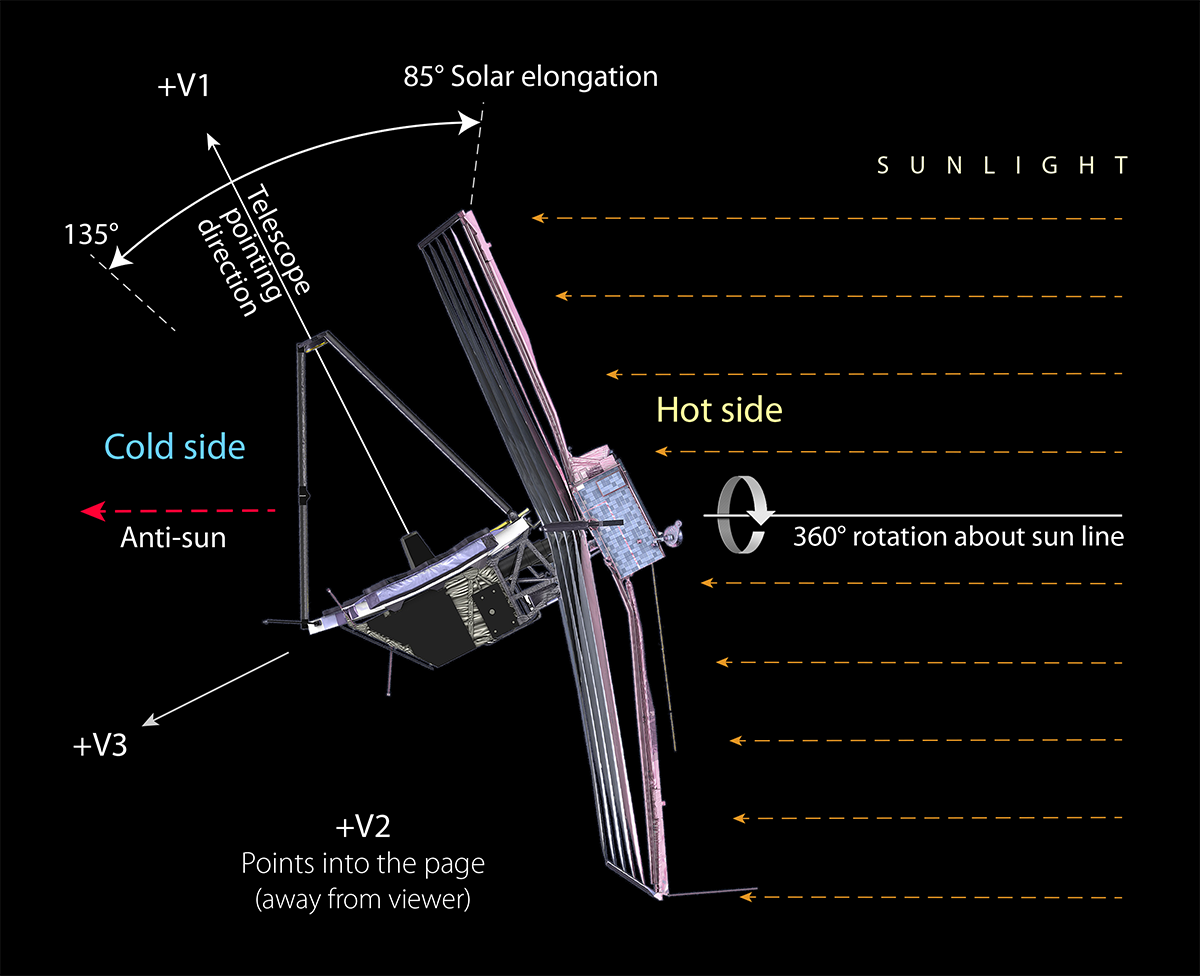 85° Solar elongation
+V1
SUNLIGHT
Telescope
pointing
direction
135°
Hot side
Cold side
Anti-sun
360° rotation about sun line
+V3
+V2
Points into the page
(away from viewer)